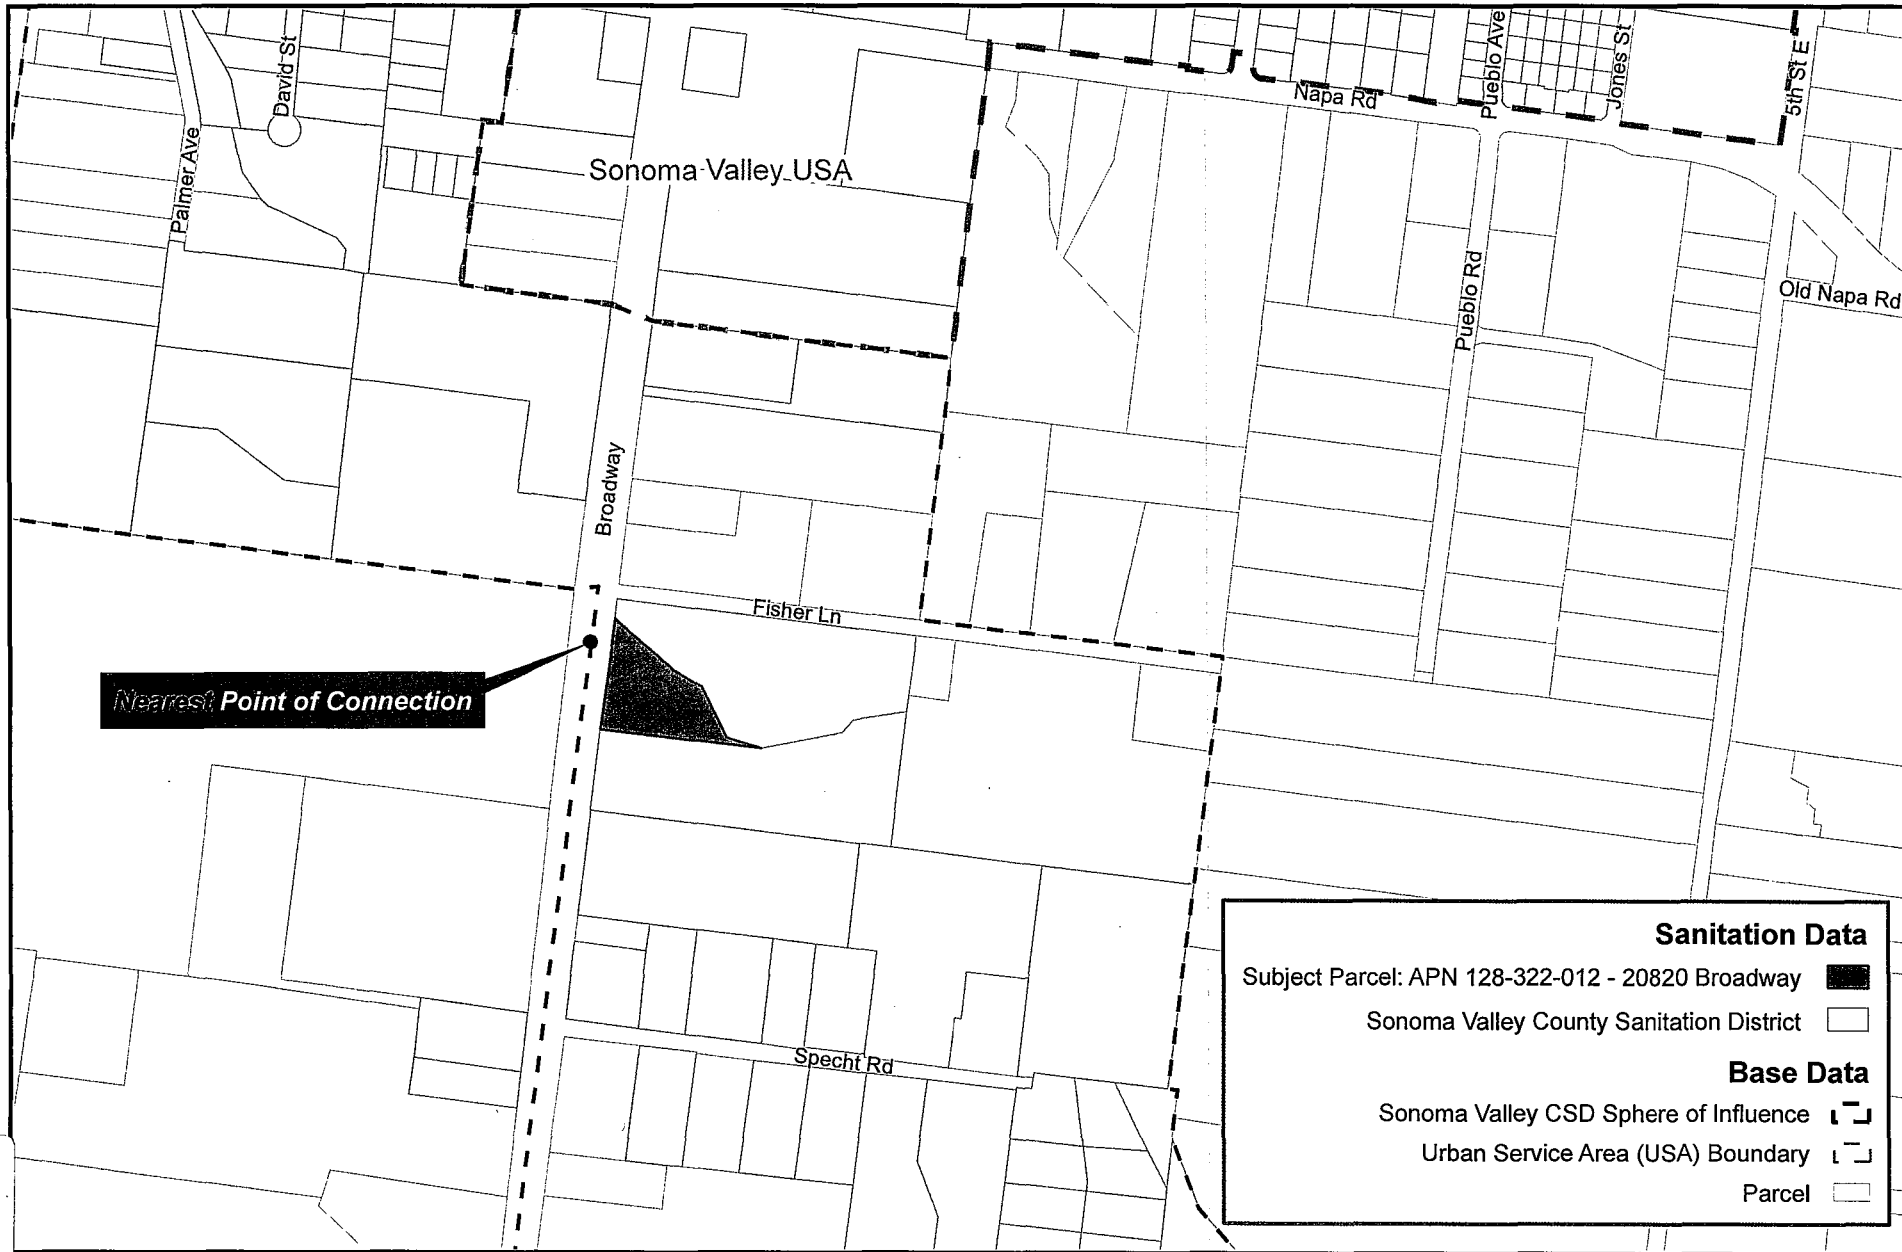 David St
Palmer Ave
Sonoma Valley USA
Napa Rd
Pueblo Ave
Jones St
5th St E
Pueblo Rd
Old Napa Rd
Broadway
Fisher Ln
Nearest Point of Connection
Specht Rd
Sanitation Data
Subject Parcel: APN 128-322-012 - 20820 Broadway
Sonoma Valley County Sanitation District
Base Data
Sonoma Valley CSD Sphere of Influence
Urban Service Area (USA) Boundary
Parcel